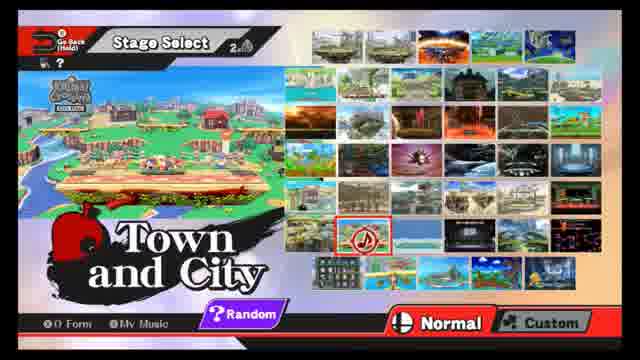 Go Back
(Hold)
Stage Select
2
?
Town
and City
Ⓧ Ω Form
Ⓨ My Music
? Random
Normal
Custom